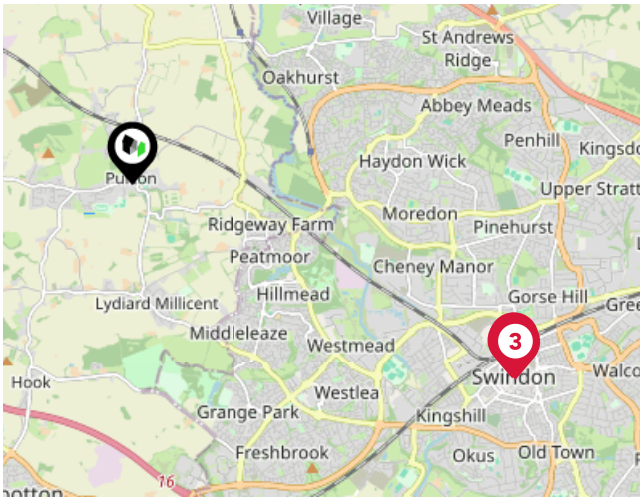 Village
St Andrews
Ridge
Oakhurst
Abbey Meads
Penhill
Kingsdo
Haydon Wick
Upper Stratt
Moredon
Ridgeway Farm
Pinehurst
Peatmoor
Cheney Manor
Hillmead
Gorse Hill
Lydiard Millicent
Gree
Middleleaze
3
Westmead
Swindon
Walco
Hook
Westlea
Grange Park
Kingshill
Freshbrook
Okus
Old Town
16
ootton